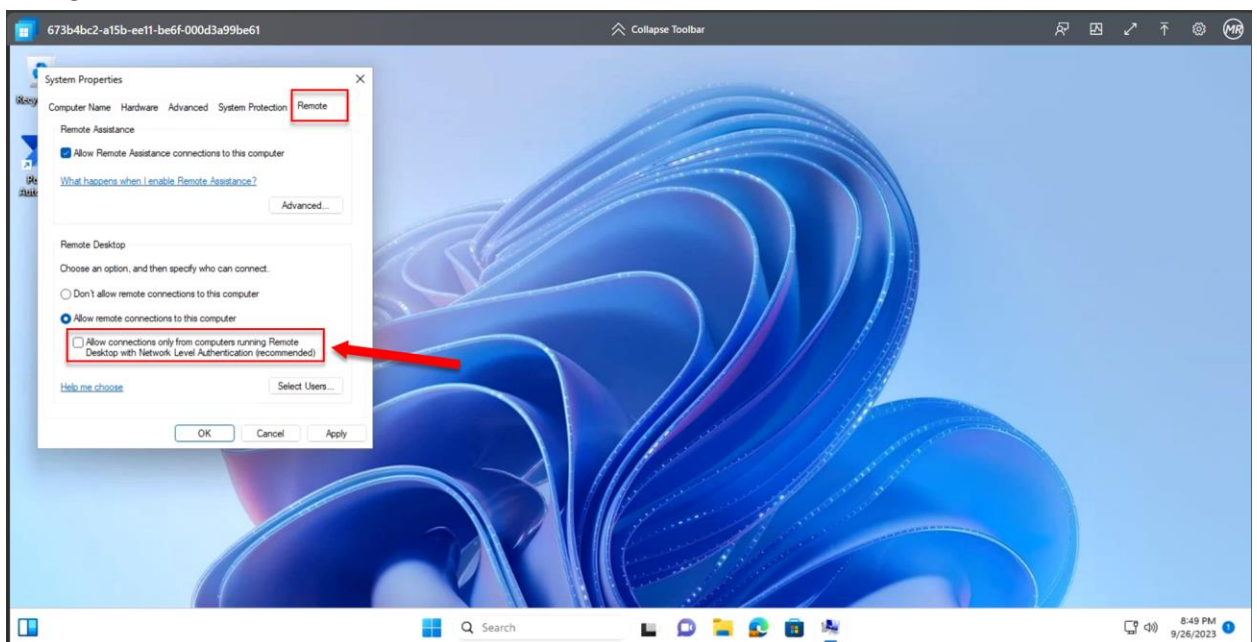 673b4bc2-a15b-ee11-be6f-000d3a99be61
Collapse Toolbar
MR
System Properties
Computer Name Hardware Advanced System Protection Remote
Remote Assistance
Allow Remote Assistance connections to this computer
What happens when I enable Remote Assistance?
Advanced...
Remote Desktop
Choose an option, and then specify who can connect.
Don't allow remote connections to this computer
Allow remote connections to this computer
Allow connections only from computers running Remote
Desktop with Network Level Authentication (recommended)
Help me choose
Select Users...
OK Cancel Apply
Search
8:49 PM
9/26/2023
1